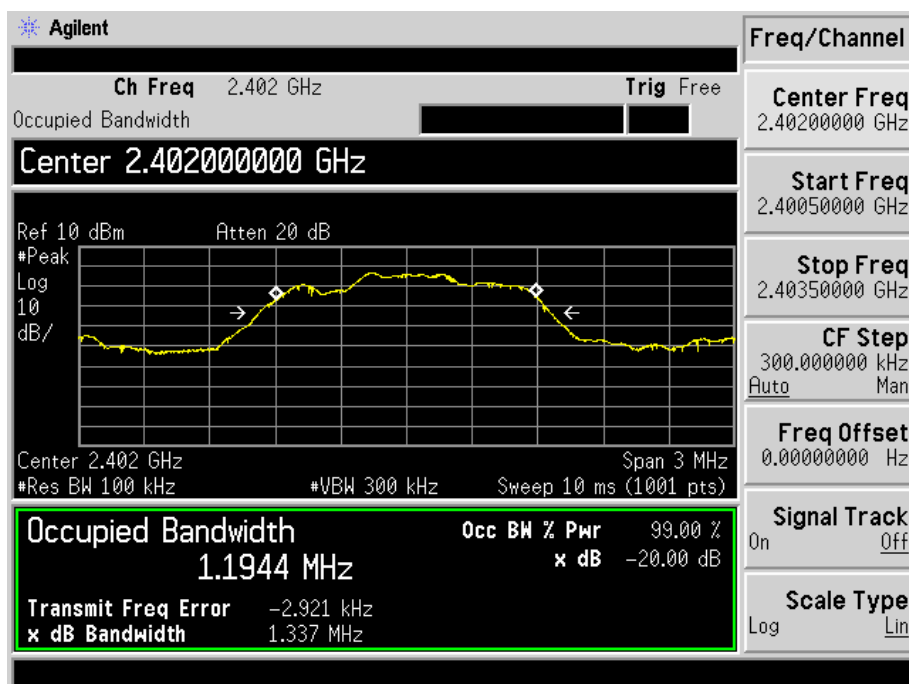 Agilent
Freq/Channel
Ch Freq 2.402 GHz Trig Free
Occupied Bandwidth
Center 2.402000000 GHz
Ref 10 dBm Atten 20 dB
#Peak
Log
10
dB/
Center 2.402 GHz Span 3 MHz
#Res BW 100 kHz #VBW 300 kHz Sweep 10 ms (1001 pts)
Occupied Bandwidth Occ BW % Pwr 99.00 %
1.1944 MHz x dB -20.00 dB
Transmit Freq Error -2.921 kHz
x dB Bandwidth 1.337 MHz
Center Freq
2.40200000 GHz
Start Freq
2.40050000 GHz
Stop Freq
2.40350000 GHz
CF Step
300.000000 kHz
Auto Man
Freq Offset
0.00000000 Hz
Signal Track
On Off
Scale Type
Log Lin